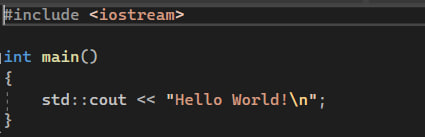 #include <iostream>
int main()
{
    std::cout << "Hello World!\n";
}